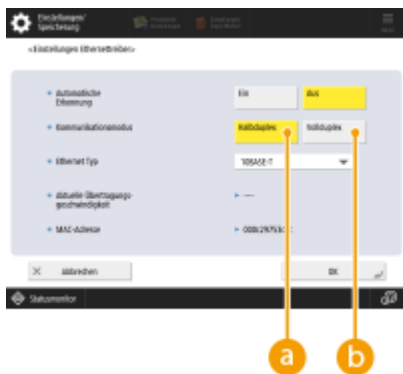 Einstellungen/
Speicherung
<Einstellungen Ethernettreiber>
Automatische
Erkennung
Ein
Aus
Kommunikationsmodus
Halbduplex
Vollduplex
Ethernet Typ
10BASE-T
Aktuelle Übertragungs-
geschwindigkeit
----
MAC-Adresse
Abbrechen
OK
Statusmonitor
a
b